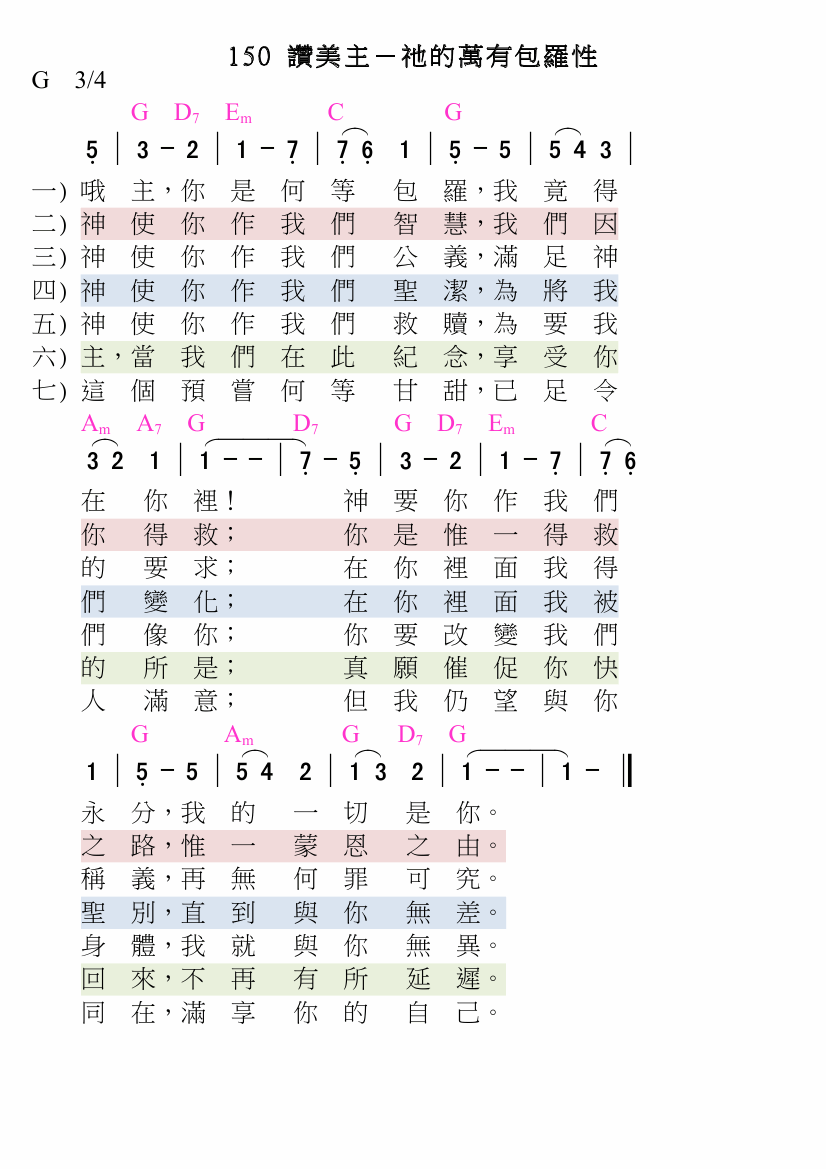 150 讚美主－祂的萬有包羅性
G 3/4
G D7 Em C G
5 | 3 - 2 | 1 - 7 | 7 6 1 | 5 - 5 | 5 4 3 |
一) 哦主，你是何等包羅，我竟得
二) 神使你作我們智慧，我們因
三) 神使你作我們公義，滿足神
四) 神使你作我們聖潔，為將我
五) 神使你作我們救贖，為要我
六) 主，當我們在此紀念，享受你
七) 這個預嘗何等甘甜，已足令
Am A7 G D7 G D7 Em C
3 2 1 | 1 - - | 7 - 5 | 3 - 2 | 1 - 7 | 7 6
在你裡！ 神要你作我們
你得救； 你是惟一得救
的要求； 在你裡面我得
們變化； 在你裡面我被
們像你； 你要改變我們
的所是； 真願催促你快
人滿意； 但我仍望與你
G Am G D7 G
1 | 5 - 5 | 5 4 2 | 1 3 2 | 1 - - | 1 - ‖
永分，我的一切是你。
之路，惟一蒙恩之由。
稱義，再無何罪可究。
聖別，直到與你無差。
身體，我就與你無異。
回來，不再有所延遲。
同在，滿享你的自己。